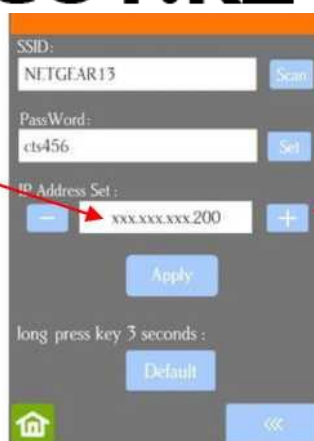 SSID:
NETGEAR13
Scan
PassWord:
cts456
Set
IP Address Set :
− xxx.xxx.xxx.200 +
Apply
long press key 3 seconds :
Default
<<<